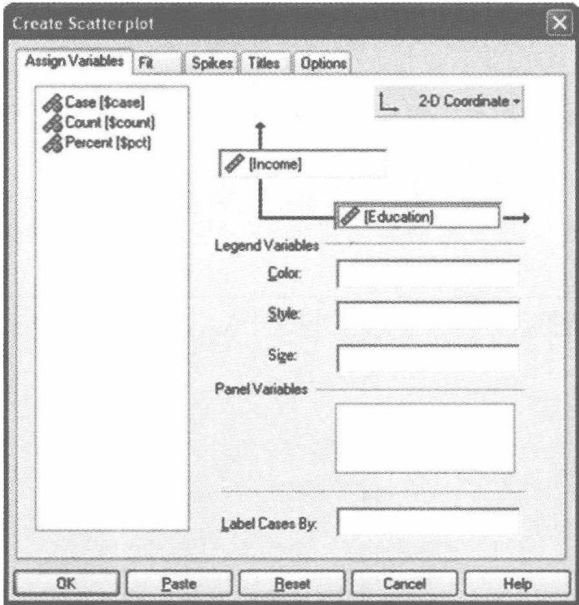 Create Scatterplot
Assign Variables Fit Spikes Titles Options
Case [$case]
Count [$count]
Percent [$pct]
2-D Coordinate
[Income]
[Education]
Legend Variables
Color:
Style:
Size:
Panel Variables
Label Cases By:
OK Paste Reset Cancel Help